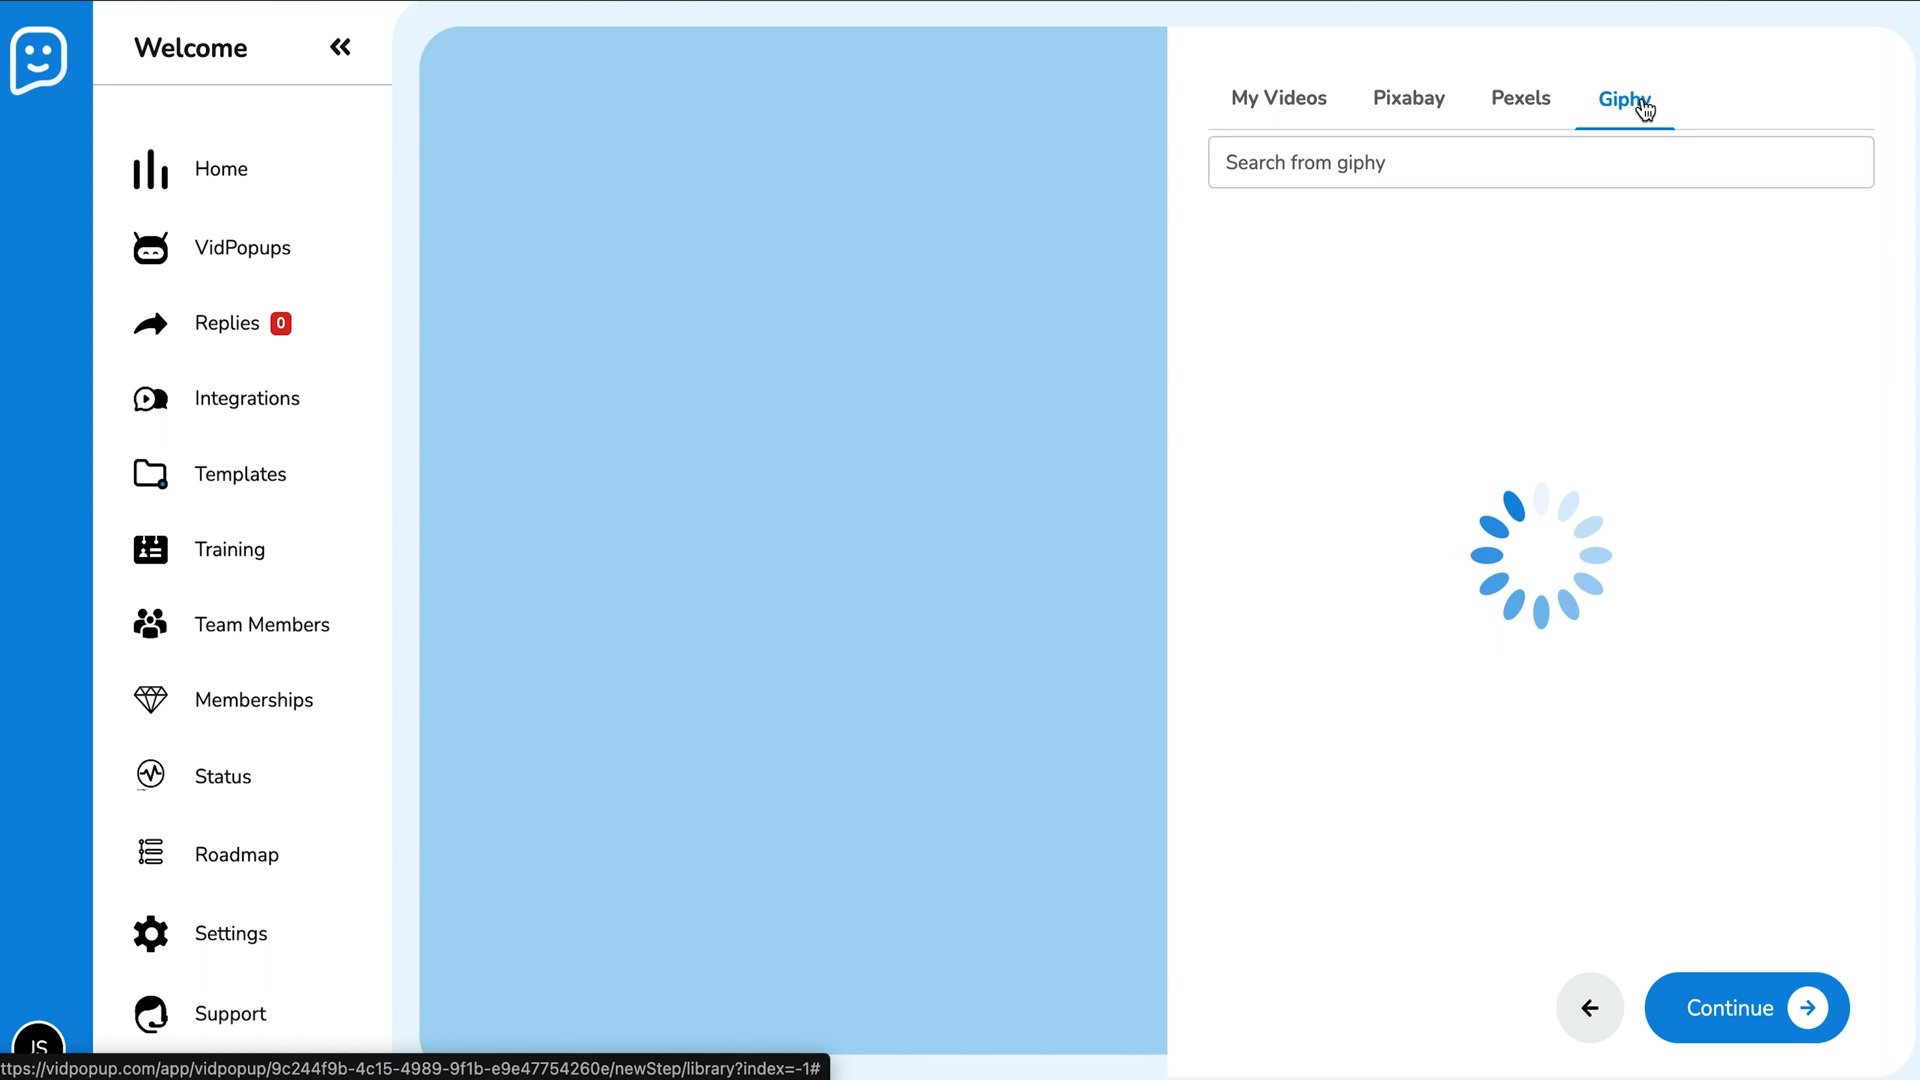 Welcome
Home
VidPopups
Replies 0
Integrations
Templates
Training
Team Members
Memberships
Status
Roadmap
Settings
Support
JS
My Videos Pixabay Pexels Giphy
Search from giphy
Continue
ttps://vidpopup.com/app/vidpopup/9c244f9b-4c15-4989-9f1b-e9e47754260e/newStep/library?index=-1#